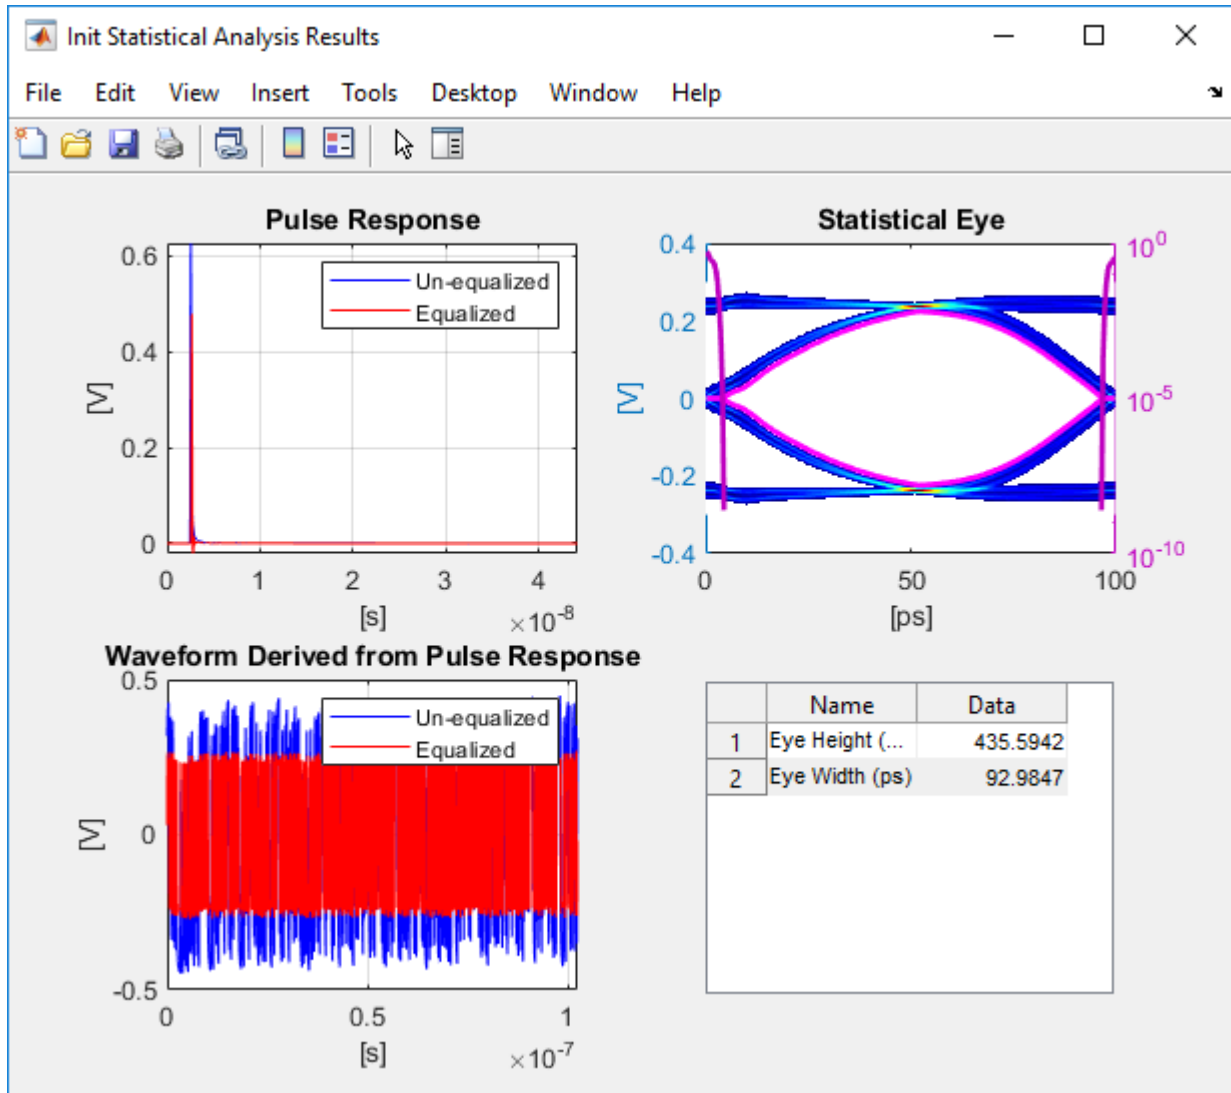 Init Statistical Analysis Results
File Edit View Insert Tools Desktop Window Help
Pulse Response
0.6
0.4
0.2
0
[V]
Un-equalized
Equalized
0 1 2 3 4
[s]
×10⁻⁸
Statistical Eye
0.4
0.2
0
-0.2
-0.4
[V]
10⁰
10⁻⁵
10⁻¹⁰
0 50 100
[ps]
Waveform Derived from Pulse Response
0.5
0
-0.5
[V]
Un-equalized
Equalized
0 0.5 1
[s]
×10⁻⁷
Name Data
1 Eye Height (... 435.5942
2 Eye Width (ps) 92.9847